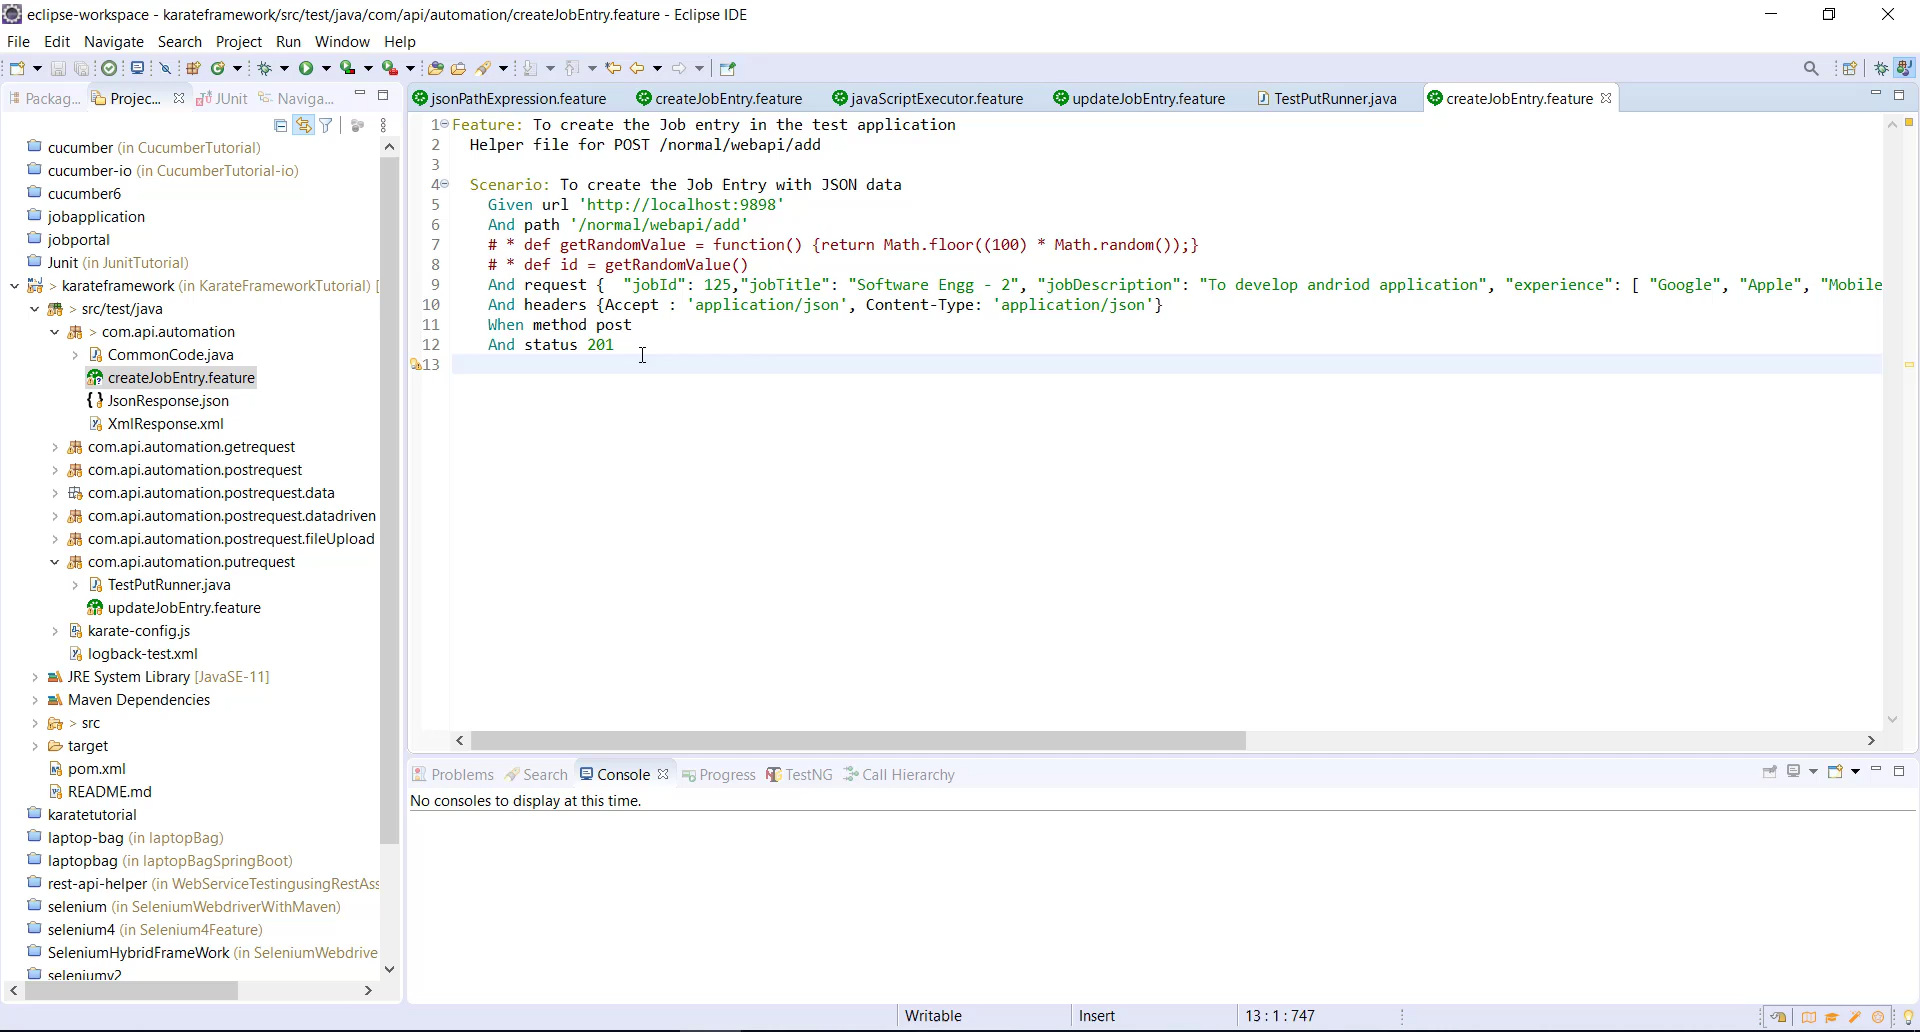 eclipse-workspace - karateframework/src/test/java/com/api/automation/createJobEntry.feature - Eclipse IDE
File Edit Navigate Search Project Run Window Help
Packag... Projec... JUnit Naviga...
jsonPathExpression.feature createJobEntry.feature javaScriptExecutor.feature updateJobEntry.feature TestPutRunner.java createJobEntry.feature
cucumber (in CucumberTutorial)
cucumber-io (in CucumberTutorial-io)
cucumber6
jobapplication
jobportal
Junit (in JunitTutorial)
> karateframework (in KarateFrameworkTutorial) [
> src/test/java
> com.api.automation
CommonCode.java
createJobEntry.feature
JsonResponse.json
XmlResponse.xml
com.api.automation.getrequest
com.api.automation.postrequest
com.api.automation.postrequest.data
com.api.automation.postrequest.datadriven
com.api.automation.postrequest.fileUpload
com.api.automation.putrequest
TestPutRunner.java
updateJobEntry.feature
karate-config.js
logback-test.xml
JRE System Library [JavaSE-11]
Maven Dependencies
> src
target
pom.xml
README.md
karatetutorial
laptop-bag (in laptopBag)
laptopbag (in laptopBagSpringBoot)
rest-api-helper (in WebServiceTestingusingRestAss
selenium (in SeleniumWebdriverWithMaven)
selenium4 (in Selenium4Feature)
SeleniumHybridFrameWork (in SeleniumWebdrive
seleniumv2
1 Feature: To create the Job entry in the test application
2 Helper file for POST /normal/webapi/add
3
4 Scenario: To create the Job Entry with JSON data
5 Given url 'http://localhost:9898'
6 And path '/normal/webapi/add'
7 # * def getRandomValue = function() {return Math.floor((100) * Math.random());}
8 # * def id = getRandomValue()
9 And request {  "jobId": 125,"jobTitle": "Software Engg - 2", "jobDescription": "To develop andriod application", "experience": [ "Google", "Apple", "Mobile
10 And headers {Accept : 'application/json', Content-Type: 'application/json'}
11 When method post
12 And status 201
13
Problems Search Console Progress TestNG Call Hierarchy
No consoles to display at this time.
Writable Insert 13 : 1 : 747